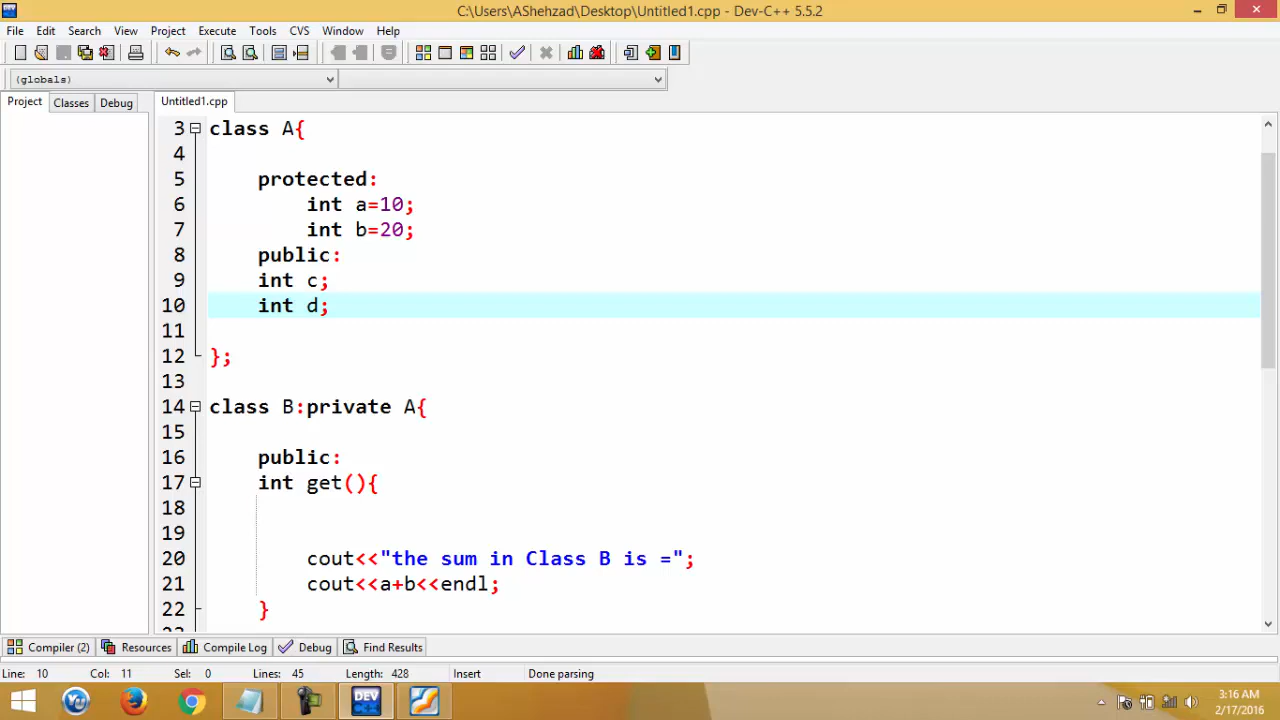 C:\Users\AShehzad\Desktop\Untitled1.cpp - Dev-C++ 5.5.2
File Edit Search View Project Execute Tools CVS Window Help
(globals)
Project Classes Debug Untitled1.cpp
3 class A{
4
5 protected:
6 int a=10;
7 int b=20;
8 public:
9 int c;
10 int d;
11
12 };
13
14 class B:private A{
15
16 public:
17 int get(){
18
19
20 cout<<"the sum in Class B is =";
21 cout<<a+b<<endl;
22 }
Compiler (2) Resources Compile Log Debug Find Results
Line: 10 Col: 11 Sel: 0 Lines: 45 Length: 428 Insert Done parsing
DEV
3:16 AM
2/17/2016